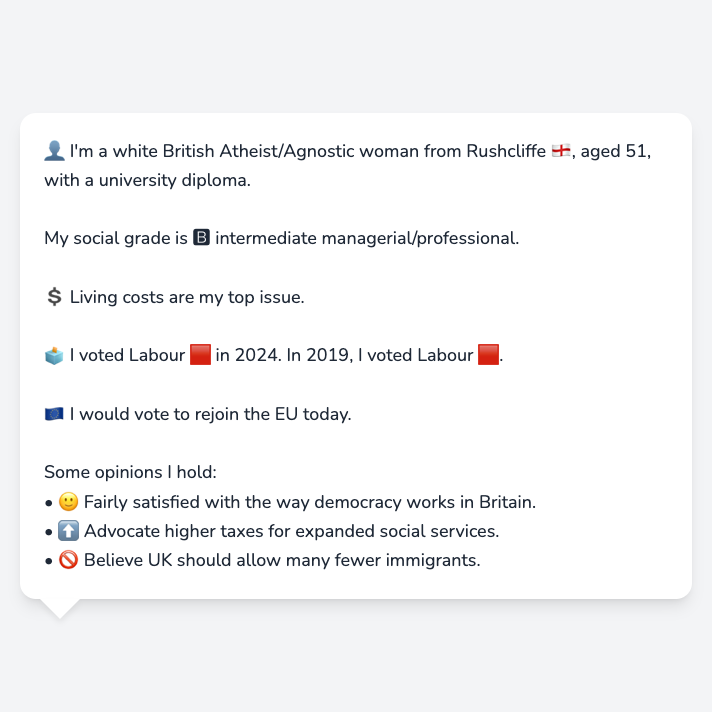 👤 I'm a white British Atheist/Agnostic woman from Rushcliffe 🏴󠁧󠁢󠁥󠁮󠁧󠁿, aged 51,
with a university diploma.
My social grade is 🅱 intermediate managerial/professional.
💲 Living costs are my top issue.
🗳️ I voted Labour 🟥 in 2024. In 2019, I voted Labour 🟥.
🇪🇺 I would vote to rejoin the EU today.
Some opinions I hold:
• 🙂 Fairly satisfied with the way democracy works in Britain.
• ⬆️ Advocate higher taxes for expanded social services.
• 🚫 Believe UK should allow many fewer immigrants.